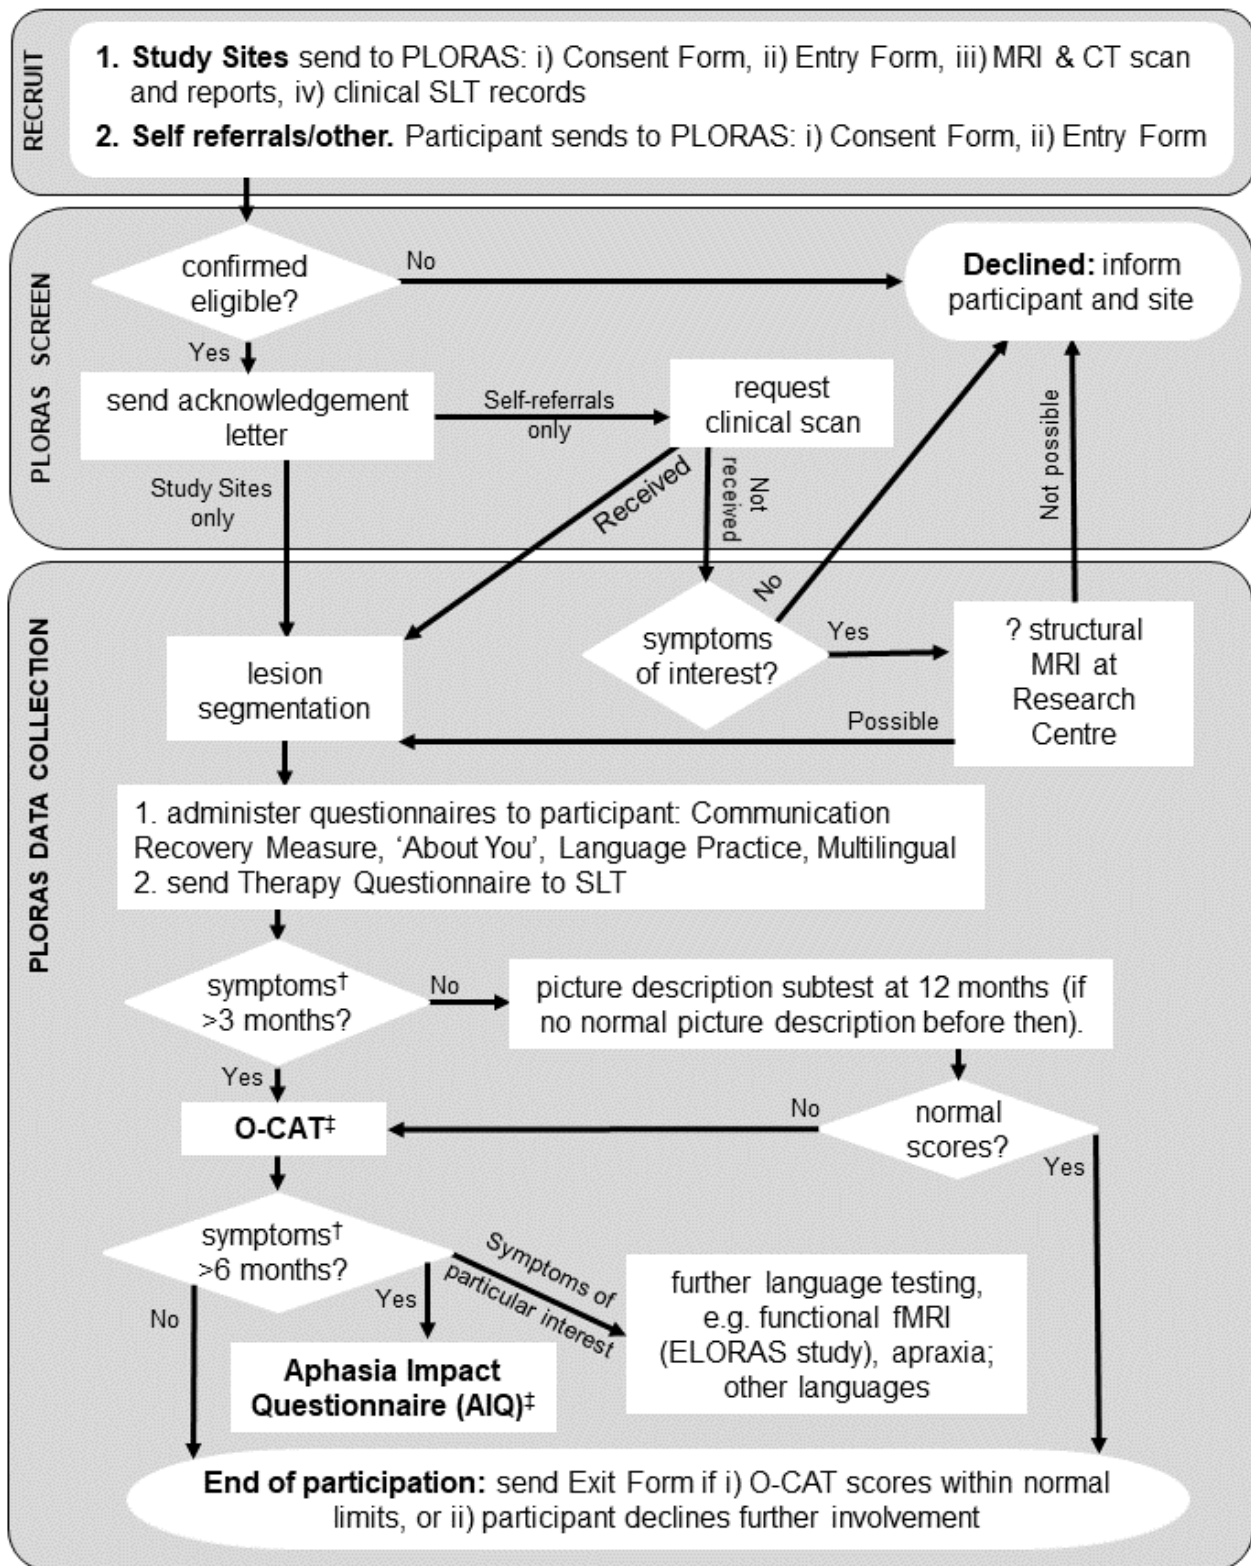 RECRUIT
1. Study Sites send to PLORAS: i) Consent Form, ii) Entry Form, iii) MRI & CT scan
and reports, iv) clinical SLT records
2. Self referrals/other. Participant sends to PLORAS: i) Consent Form, ii) Entry Form
PLORAS SCREEN
confirmed
eligible?
No
Declined: inform
participant and site
Yes
send acknowledgement
letter
Self-referrals
only
request
clinical scan
Study Sites
only
Received
Not
received
No
Not possible
PLORAS DATA COLLECTION
lesion
segmentation
symptoms
of interest?
Yes
? structural
MRI at
Research
Centre
Possible
1. administer questionnaires to participant: Communication
Recovery Measure, ‘About You’, Language Practice, Multilingual
2. send Therapy Questionnaire to SLT
symptoms†
>3 months?
No
picture description subtest at 12 months (if
no normal picture description before then).
Yes
O-CAT‡
No
normal
scores?
Yes
symptoms†
>6 months?
Symptoms of
particular interest
further language testing,
e.g. functional fMRI
(ELORAS study), apraxia;
other languages
No
Yes
Aphasia Impact
Questionnaire (AIQ)‡
End of participation: send Exit Form if i) O-CAT scores within normal
limits, or ii) participant declines further involvement